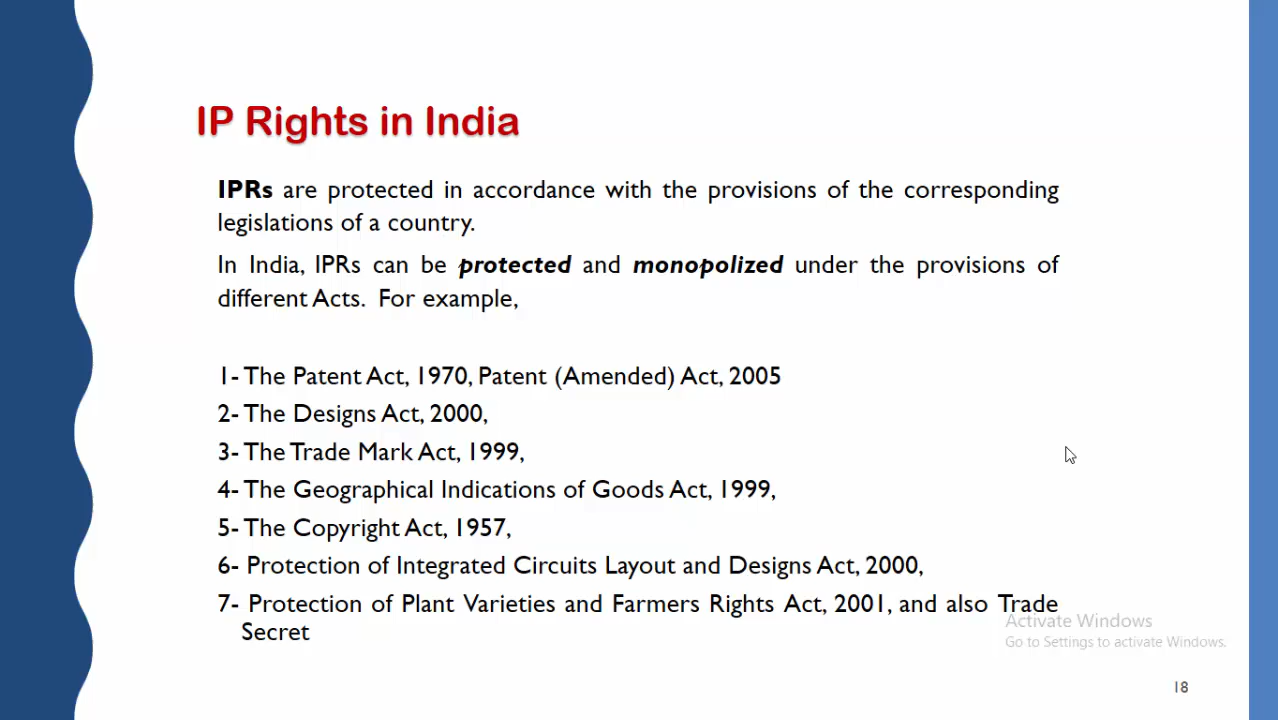 IP Rights in India
IPRs are protected in accordance with the provisions of the corresponding
legislations of a country.
In India, IPRs can be protected and monopolized under the provisions of
different Acts. For example,
1- The Patent Act, 1970, Patent (Amended) Act, 2005
2- The Designs Act, 2000,
3- The Trade Mark Act, 1999,
4- The Geographical Indications of Goods Act, 1999,
5- The Copyright Act, 1957,
6- Protection of Integrated Circuits Layout and Designs Act, 2000,
7- Protection of Plant Varieties and Farmers Rights Act, 2001, and also Trade
Secret
Activate Windows
Go to Settings to activate Windows.
18